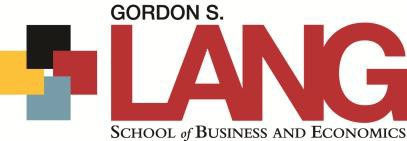 GORDON S.
LANG
SCHOOL of BUSINESS AND ECONOMICS